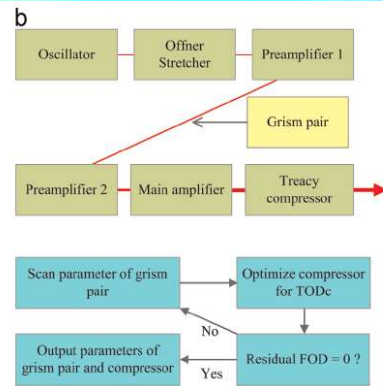 b
Oscillator
Offner
Stretcher
Preamplifier 1
Grism pair
Preamplifier 2
Main amplifier
Treacy
compressor
Scan parameter of grism
pair
Optimize compressor
for TODc
No
Output parameters of
grism pair and compressor
Yes
Residual FOD = 0 ?